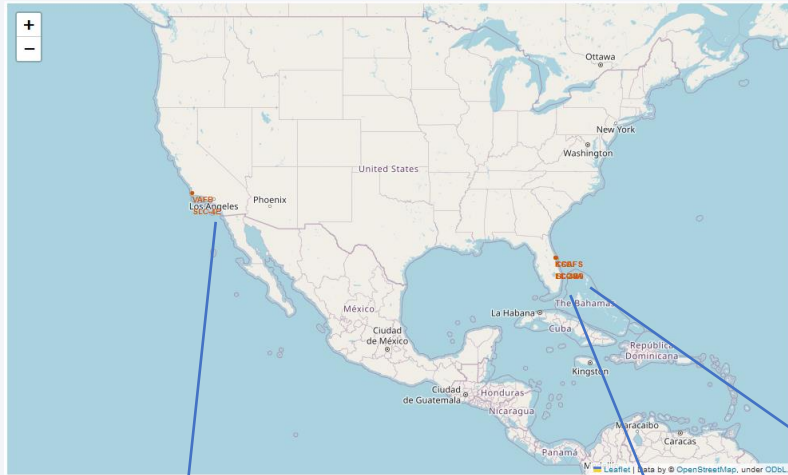 +
−
Ottawa
New York
Washington
United States
VAFB
Los Angeles
SLC-4E
Phoenix
The Bahamas
La Habana
México
Cuba
Ciudad
de México
República
Dominicana
Kingston
Ciudad
de Guatemala
Honduras
Nicaragua
Maracaibo
Caracas
Panamá
Leaflet | Data by © OpenStreetMap, under ODbL.